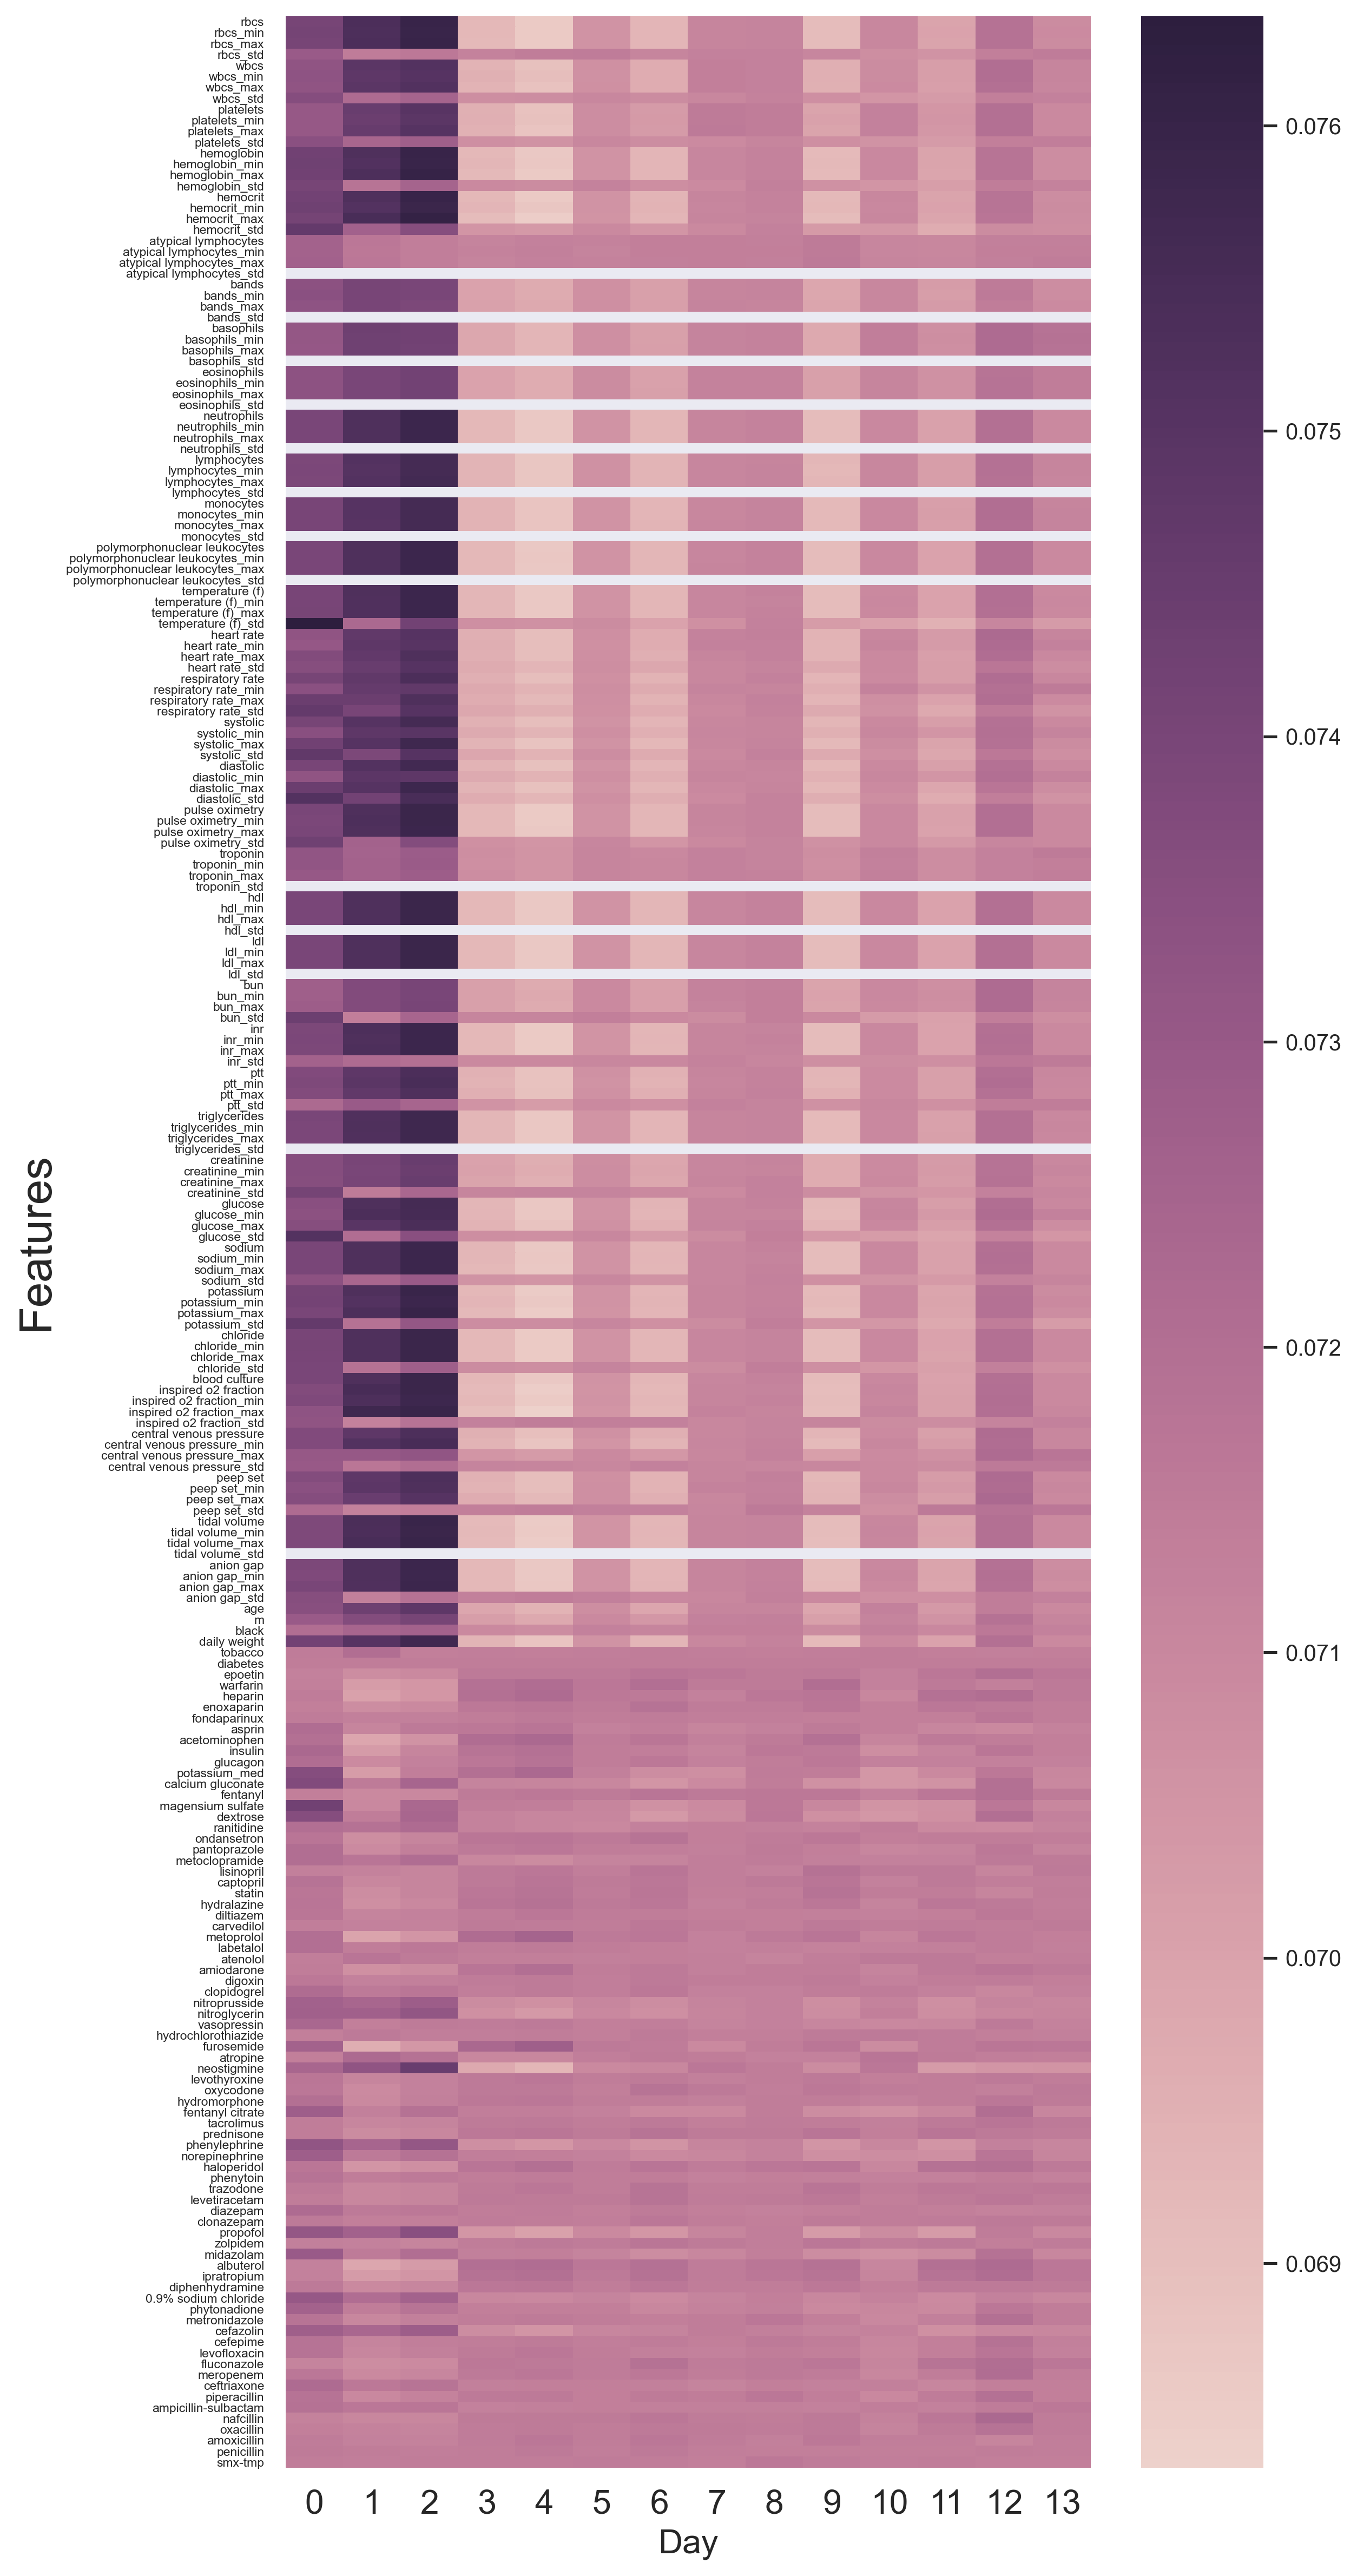 rbcs
rbcs_min
rbcs_max
rbcs_std
wbcs
wbcs_min
wbcs_max
wbcs_std
platelets
platelets_min
platelets_max
platelets_std
hemoglobin
hemoglobin_min
hemoglobin_max
hemoglobin_std
hemocrit
hemocrit_min
hemocrit_max
hemocrit_std
atypical lymphocytes
atypical lymphocytes_min
atypical lymphocytes_max
atypical lymphocytes_std
bands
bands_min
bands_max
bands_std
basophils
basophils_min
basophils_max
basophils_std
eosinophils
eosinophils_min
eosinophils_max
eosinophils_std
neutrophils
neutrophils_min
neutrophils_max
neutrophils_std
lymphocytes
lymphocytes_min
lymphocytes_max
lymphocytes_std
monocytes
monocytes_min
monocytes_max
monocytes_std
polymorphonuclear leukocytes
polymorphonuclear leukocytes_min
polymorphonuclear leukocytes_max
polymorphonuclear leukocytes_std
temperature (f)
temperature (f)_min
temperature (f)_max
temperature (f)_std
heart rate
heart rate_min
heart rate_max
heart rate_std
respiratory rate
respiratory rate_min
respiratory rate_max
respiratory rate_std
systolic
systolic_min
systolic_max
systolic_std
diastolic
diastolic_min
diastolic_max
diastolic_std
pulse oximetry
pulse oximetry_min
pulse oximetry_max
pulse oximetry_std
troponin
troponin_min
troponin_max
troponin_std
hdl
hdl_min
hdl_max
hdl_std
ldl
ldl_min
ldl_max
ldl_std
bun
bun_min
bun_max
bun_std
inr
inr_min
inr_max
inr_std
ptt
ptt_min
ptt_max
ptt_std
triglycerides
triglycerides_min
triglycerides_max
triglycerides_std
creatinine
creatinine_min
creatinine_max
creatinine_std
glucose
glucose_min
glucose_max
glucose_std
sodium
sodium_min
sodium_max
sodium_std
potassium
potassium_min
potassium_max
potassium_std
chloride
chloride_min
chloride_max
chloride_std
blood culture
inspired o2 fraction
inspired o2 fraction_min
inspired o2 fraction_max
inspired o2 fraction_std
central venous pressure
central venous pressure_min
central venous pressure_max
central venous pressure_std
peep set
peep set_min
peep set_max
peep set_std
tidal volume
tidal volume_min
tidal volume_max
tidal volume_std
anion gap
anion gap_min
anion gap_max
anion gap_std
age
m
black
daily weight
tobacco
diabetes
epoetin
warfarin
heparin
enoxaparin
fondaparinux
asprin
acetominophen
insulin
glucagon
potassium_med
calcium gluconate
fentanyl
magensium sulfate
dextrose
ranitidine
ondansetron
pantoprazole
metoclopramide
lisinopril
captopril
statin
hydralazine
diltiazem
carvedilol
metoprolol
labetalol
atenolol
amiodarone
digoxin
clopidogrel
nitroprusside
nitroglycerin
vasopressin
hydrochlorothiazide
furosemide
atropine
neostigmine
levothyroxine
oxycodone
hydromorphone
fentanyl citrate
tacrolimus
prednisone
phenylephrine
norepinephrine
haloperidol
phenytoin
trazodone
levetiracetam
diazepam
clonazepam
propofol
zolpidem
midazolam
albuterol
ipratropium
diphenhydramine
0.9% sodium chloride
phytonadione
metronidazole
cefazolin
cefepime
levofloxacin
fluconazole
meropenem
ceftriaxone
piperacillin
ampicillin-sulbactam
nafcillin
oxacillin
amoxicillin
penicillin
smx-tmp
Features
0 1 2 3 4 5 6 7 8 9 10 11 12 13
Day
0.076
0.075
0.074
0.073
0.072
0.071
0.070
0.069